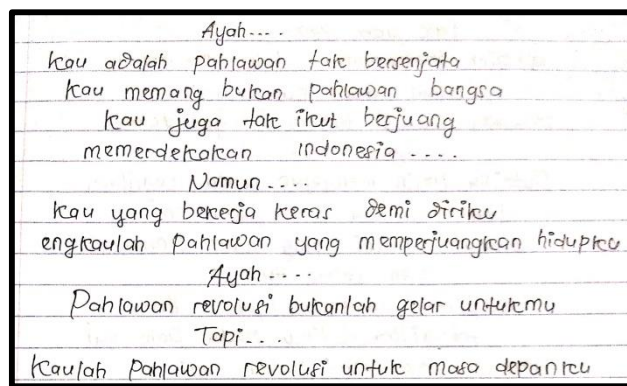 Ayah....
Kau adalah pahlawan tak bersenjata
Kau memang bukan pahlawan bangsa
Kau juga tak ikut berjuang
memerdekakan indonesia ....
Namun....
Kau yang bekerja keras demi diriku
engkaulah pahlawan yang memperjuangkan hidupku
Ayah....
Pahlawan revolusi bukanlah gelar untukmu
Tapi....
Kaulah pahlawan revolusi untuk masa depanku